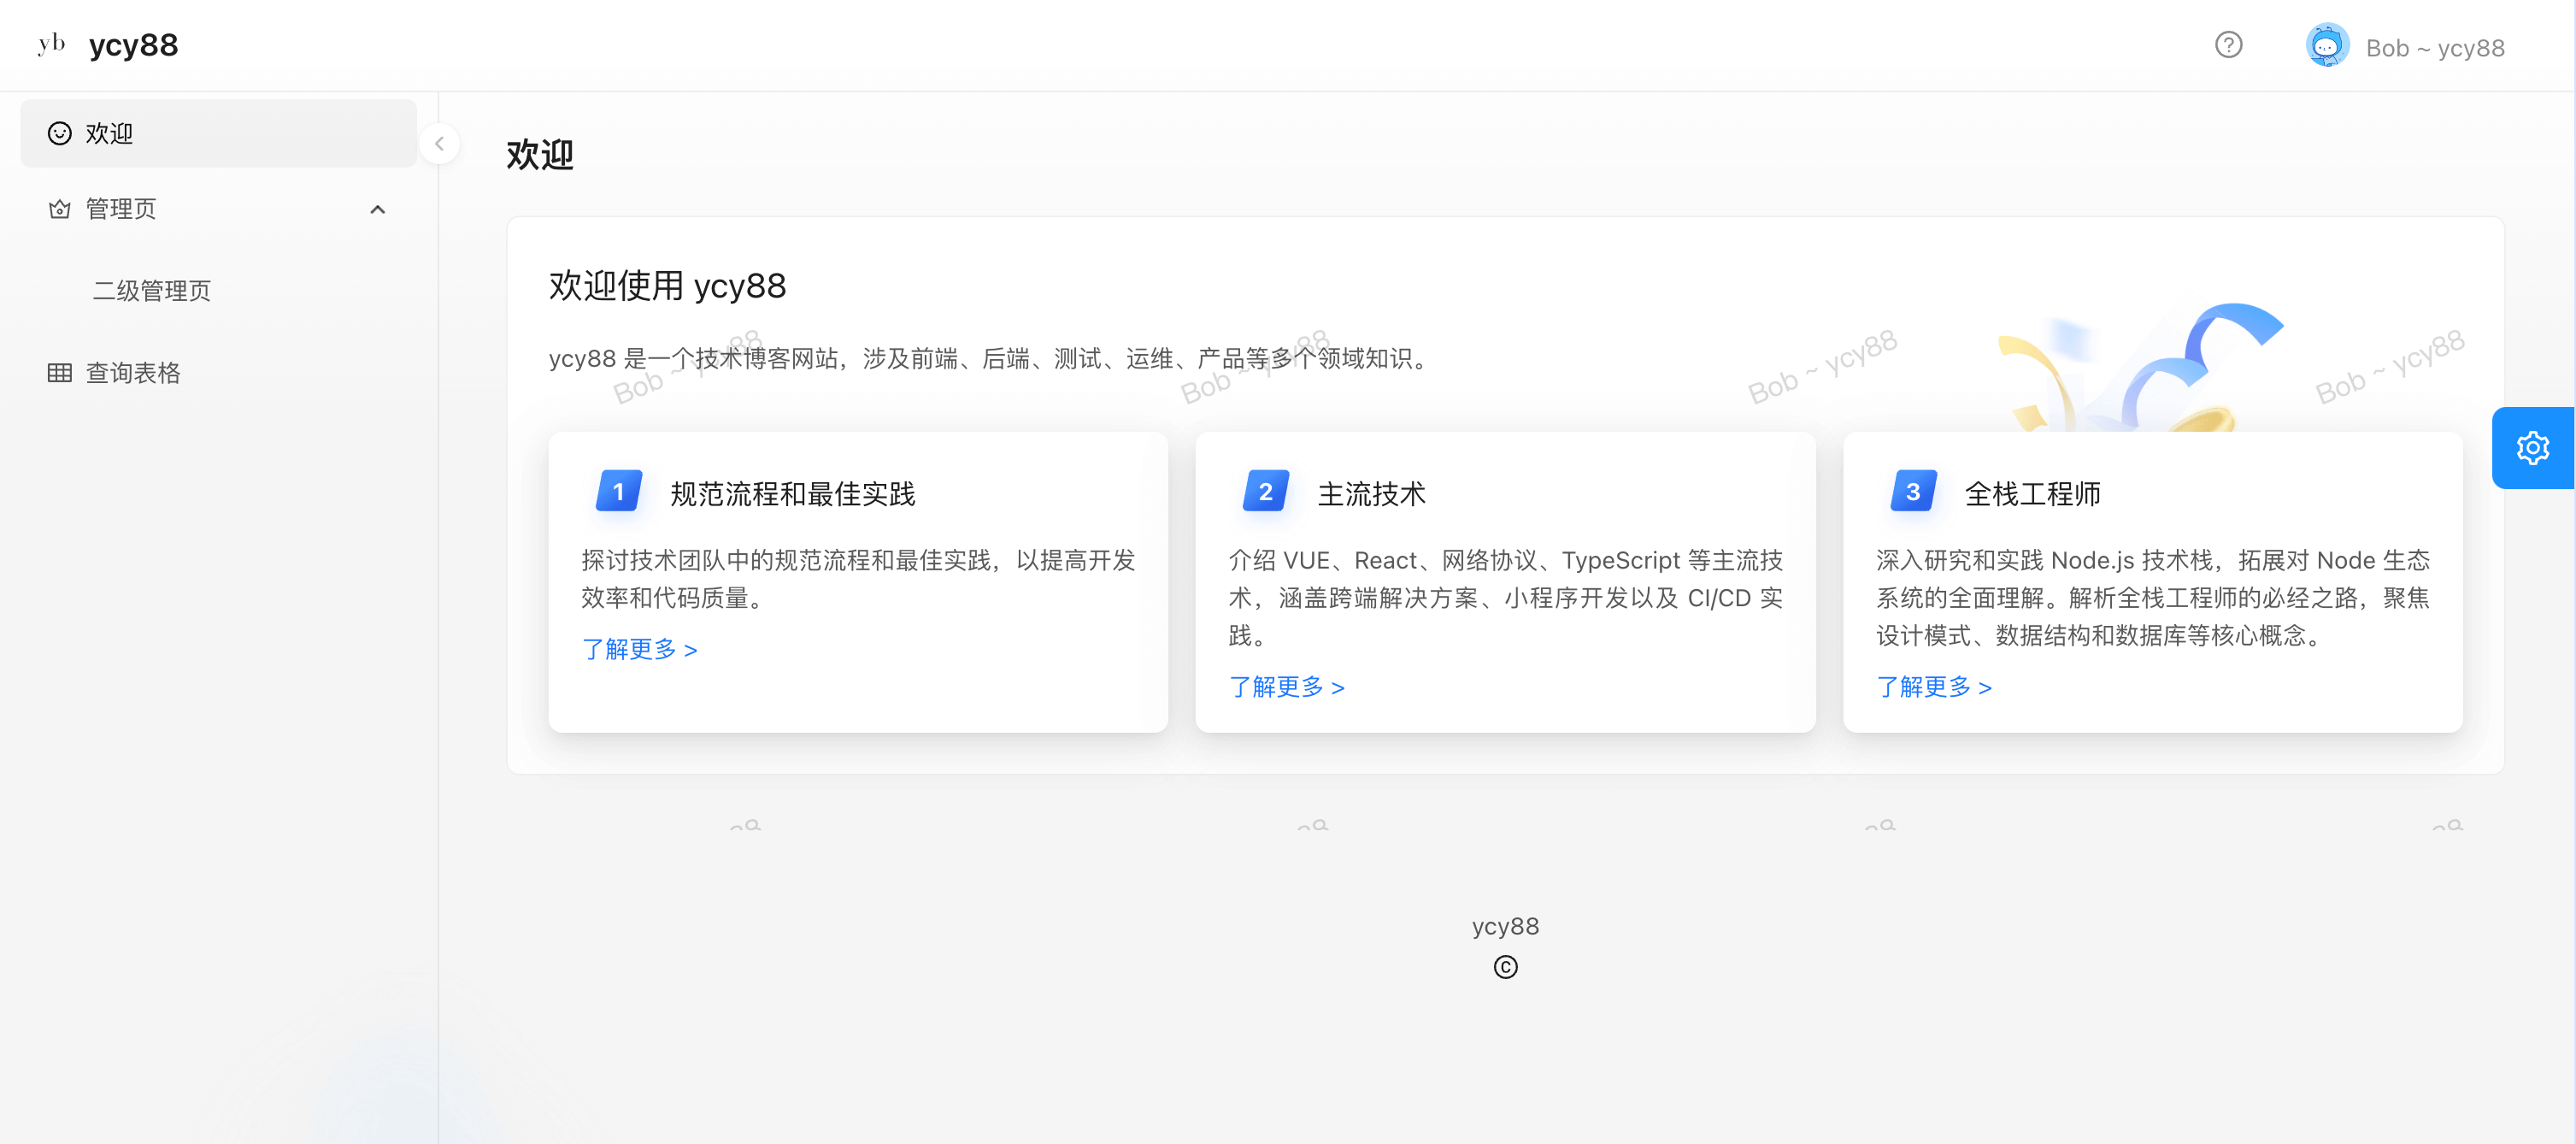 yb ycy88
Bob ~ ycy88
欢迎
管理页
二级管理页
查询表格
欢迎
欢迎使用 ycy88
ycy88 是一个技术博客网站，涉及前端、后端、测试、运维、产品等多个领域知识。
Bob ~ ycy88
Bob ~ ycy88
Bob ~ ycy88
Bob ~ ycy88
1 规范流程和最佳实践
探讨技术团队中的规范流程和最佳实践，以提高开发
效率和代码质量。
了解更多 >
2 主流技术
介绍 VUE、React、网络协议、TypeScript 等主流技
术，涵盖跨端解决方案、小程序开发以及 CI/CD 实
践。
了解更多 >
3 全栈工程师
深入研究和实践 Node.js 技术栈，拓展对 Node 生态
系统的全面理解。解析全栈工程师的必经之路，聚焦
设计模式、数据结构和数据库等核心概念。
了解更多 >
ycy88
©